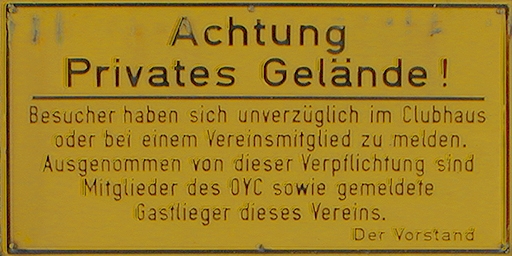 Achtung
Privates Gelände!
Besucher haben sich unverzüglich im Clubhaus
oder bei einem Vereinsmitglied zu melden.
Ausgenommen von dieser Verpflichtung sind
Mitglieder des OYC sowie gemeldete
Gastlieger dieses Vereins.
Der Vorstand